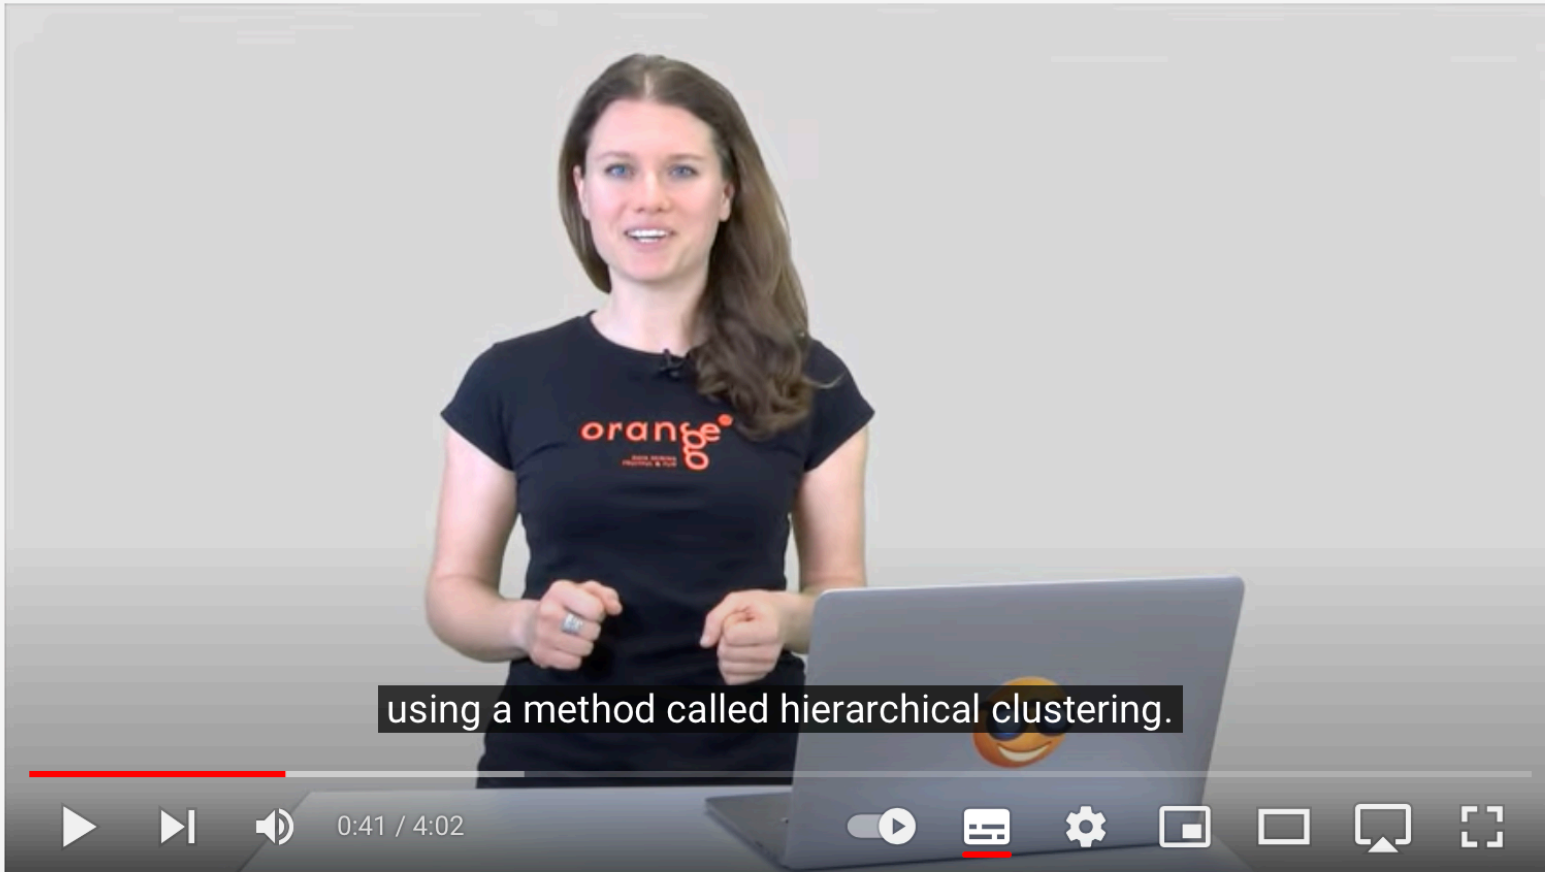 orange
using a method called hierarchical clustering.
0:41 / 4:02